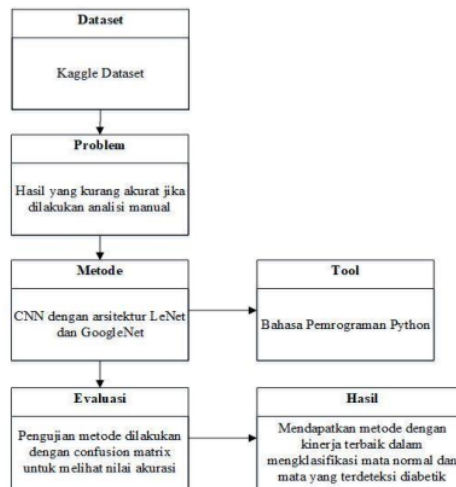 Dataset
Kaggle Dataset
Problem
Hasil yang kurang akurat jika
dilakukan analisi manual
Metode
CNN dengan arsitektur LeNet
dan GoogleNet
Tool
Bahasa Pemrograman Python
Evaluasi
Pengujian metode dilakukan
dengan confusion matrix
untuk melihat nilai akurasi
Hasil
Mendapatkan metode dengan
kinerja terbaik dalam
mengklasifikasi mata normal dan
mata yang terdeteksi diabetik